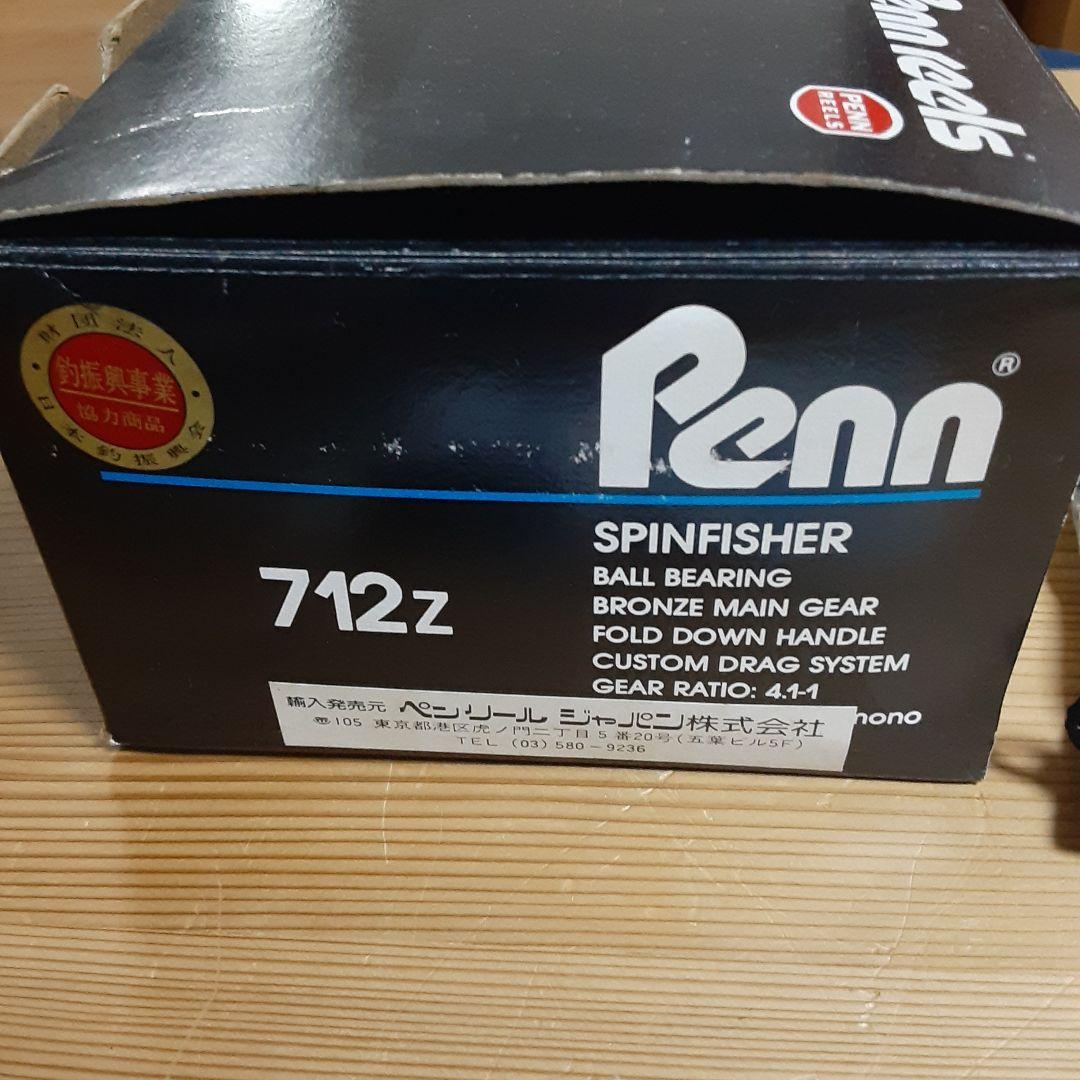 Penn reels
PENN
REELS
財団法人
釣振興事業
協力商品
日本釣振興会
Penn®
SPINFISHER
BALL BEARING
BRONZE MAIN GEAR
FOLD DOWN HANDLE
CUSTOM DRAG SYSTEM
GEAR RATIO: 4.1-1
mono
712z
輸入発売元 ペンリール ジャパン株式会社
〠105 東京都港区虎ノ門二丁目5番20号(五葉ビル5F)
TEL (03)580-9236